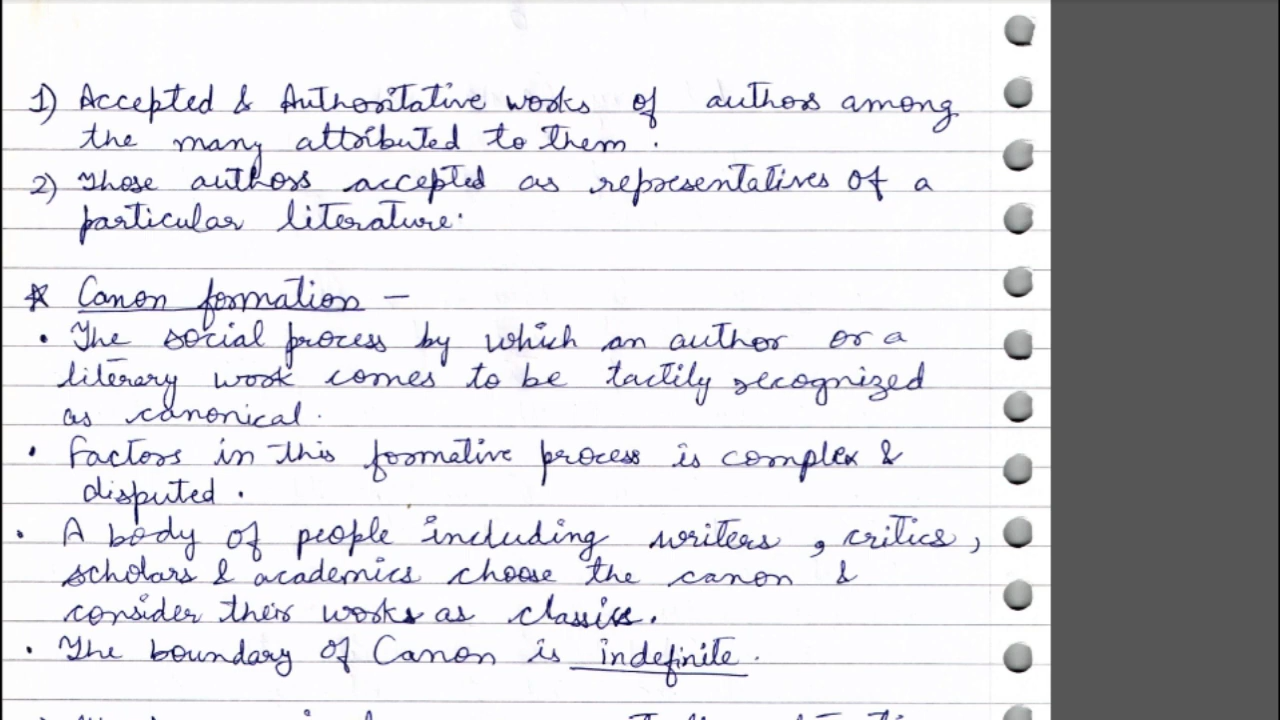 1) Accepted & Authoritative works of authors among
the many attributed to them.
2) Those authors accepted as representatives of a
particular literature.
* Canon formation –
• The social process by which an author or a
literary work comes to be tactily recognized
as canonical.
• Factors in this formative process is complex &
disputed.
• A body of people including writers, critics,
scholars & academics choose the canon &
consider their works as classics.
• The boundary of Canon is indefinite.